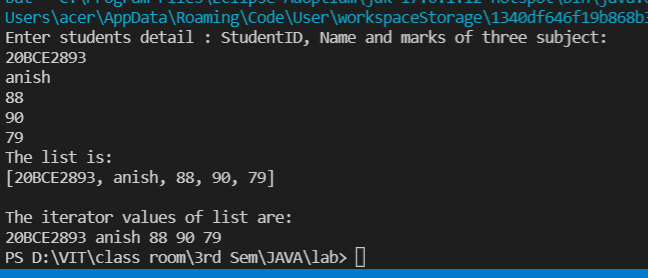 Users\acer\AppData\Roaming\Code\User\workspaceStorage\1340df646f19b868b3
Enter students detail : StudentID, Name and marks of three subject:
20BCE2893
anish
88
90
79
The list is:
[20BCE2893, anish, 88, 90, 79]
The iterator values of list are:
20BCE2893 anish 88 90 79
PS D:\VIT\class room\3rd Sem\JAVA\lab>